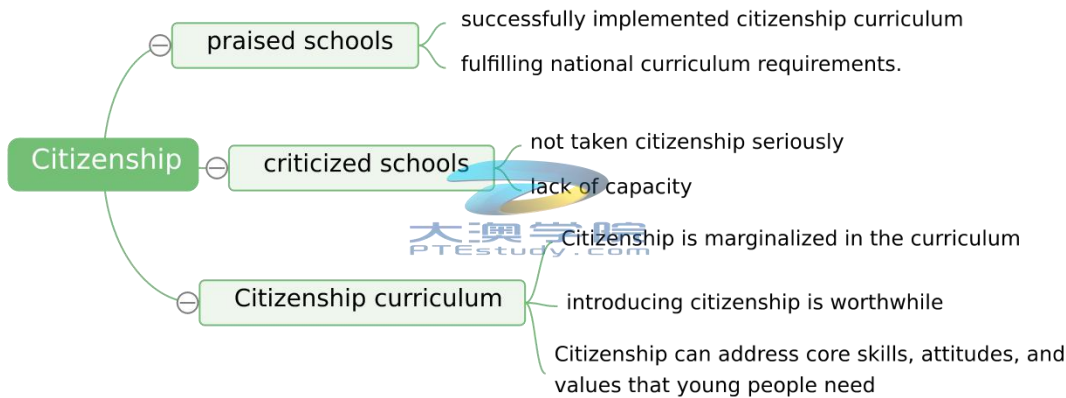 successfully implemented citizenship curriculum
praised schools
fulfilling national curriculum requirements.
Citizenship
not taken citizenship seriously
criticized schools
lack of capacity
大澳学院
PTEstudy.com
Citizenship is marginalized in the curriculum
Citizenship curriculum
introducing citizenship is worthwhile
Citizenship can address core skills, attitudes, and
values that young people need